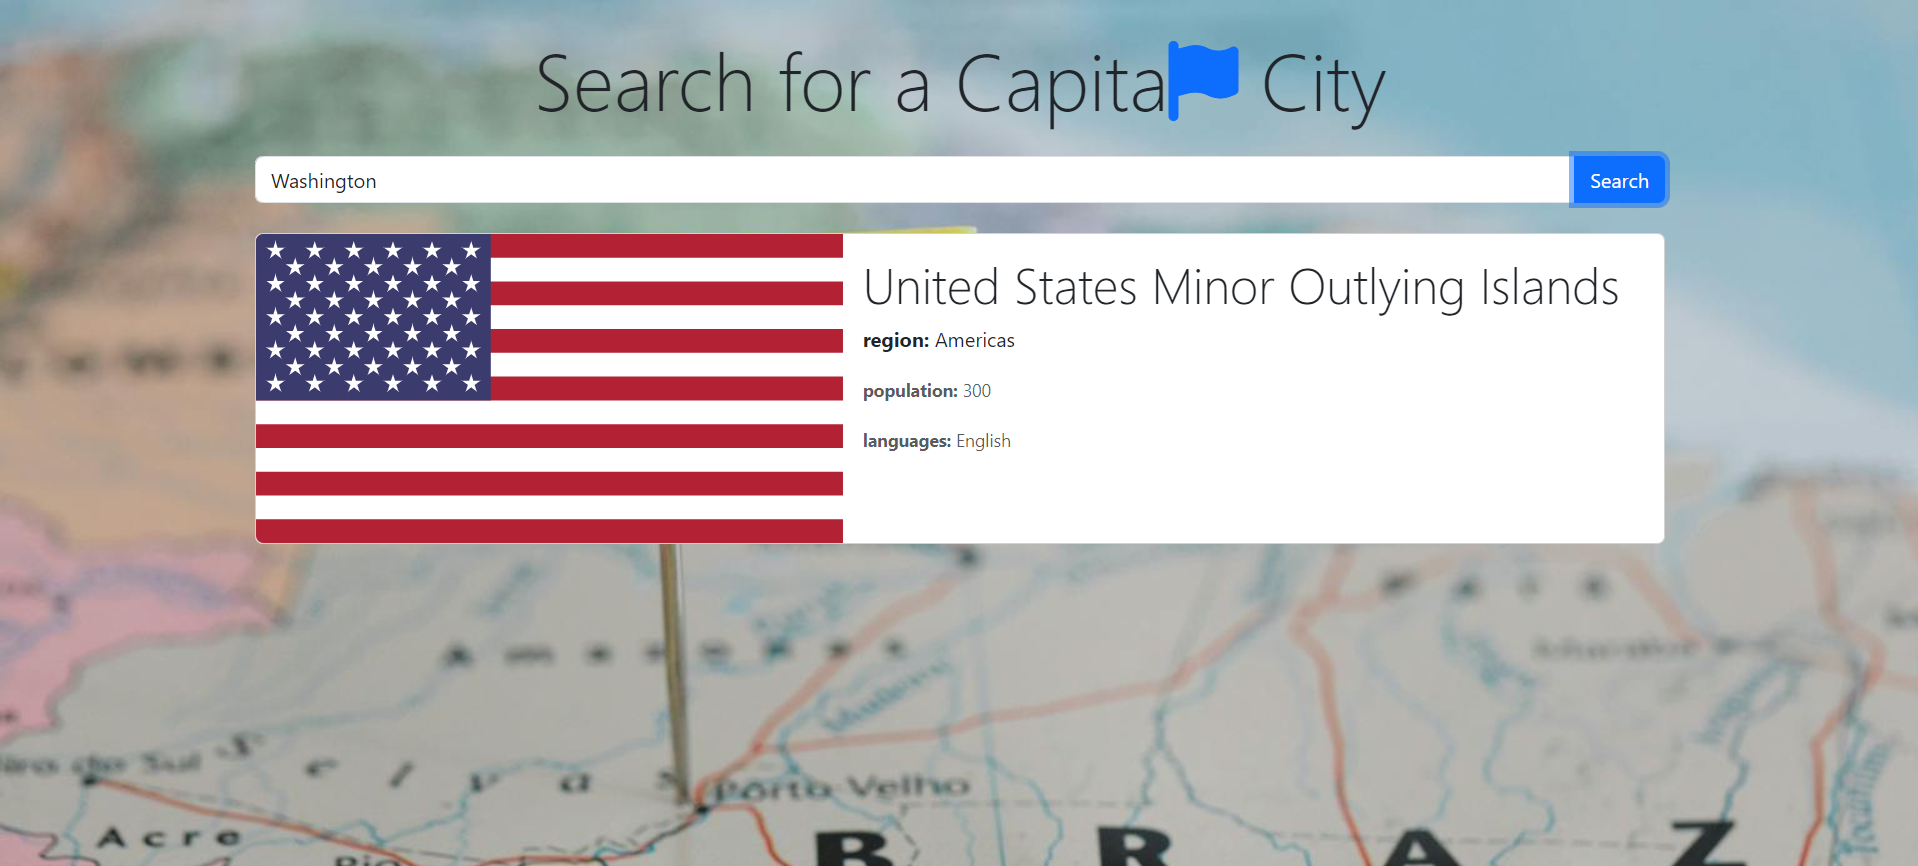 Search for a Capita City
Washington
Search
United States Minor Outlying Islands
region: Americas
population: 300
languages: English
A m a z o n a s
S e l v a s
Pôrto Velho
Acre
B R A Z